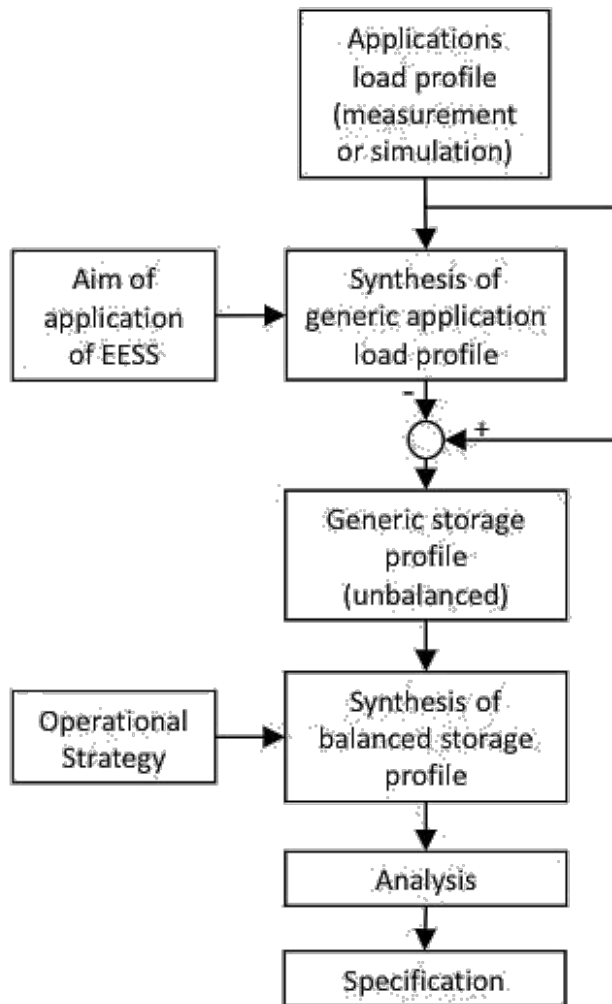 Applications
load profile
(measurement
or simulation)
Aim of
application
of EESS
Synthesis of
generic application
load profile
-
+
Generic storage
profile
(unbalanced)
Operational
Strategy
Synthesis of
balanced storage
profile
Analysis
Specification